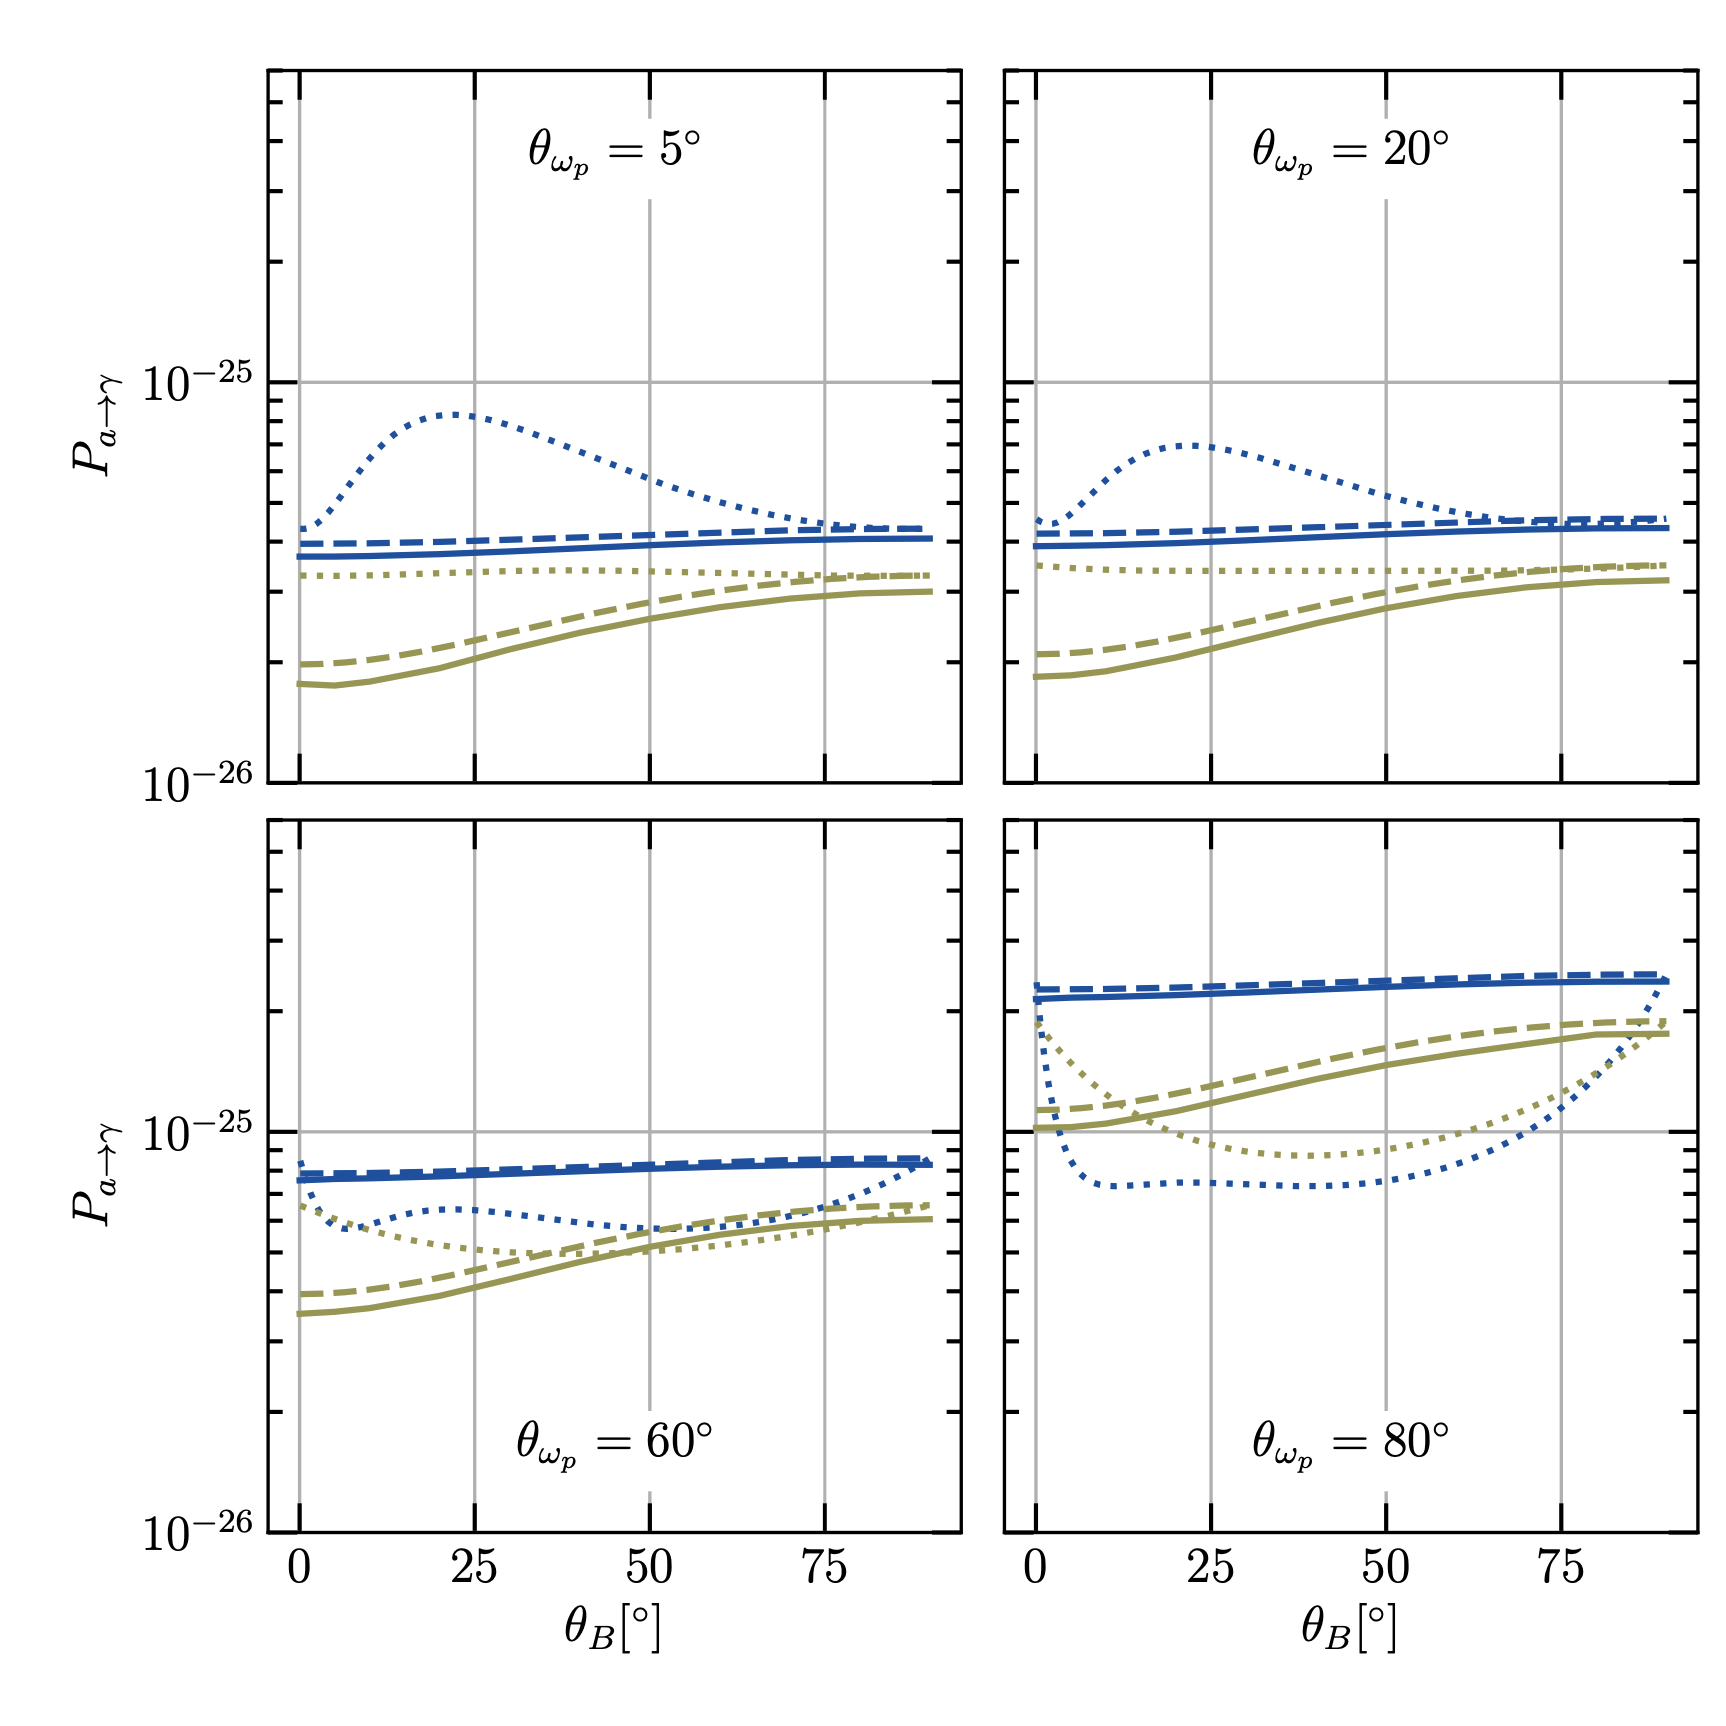 θ_{ω_p} = 5°
θ_{ω_p} = 20°
P_{a→γ}
10^{−25}
10^{−26}
P_{a→γ}
10^{−25}
θ_{ω_p} = 60°
θ_{ω_p} = 80°
10^{−26}
0 25 50 75
0 25 50 75
θ_B[°]
θ_B[°]